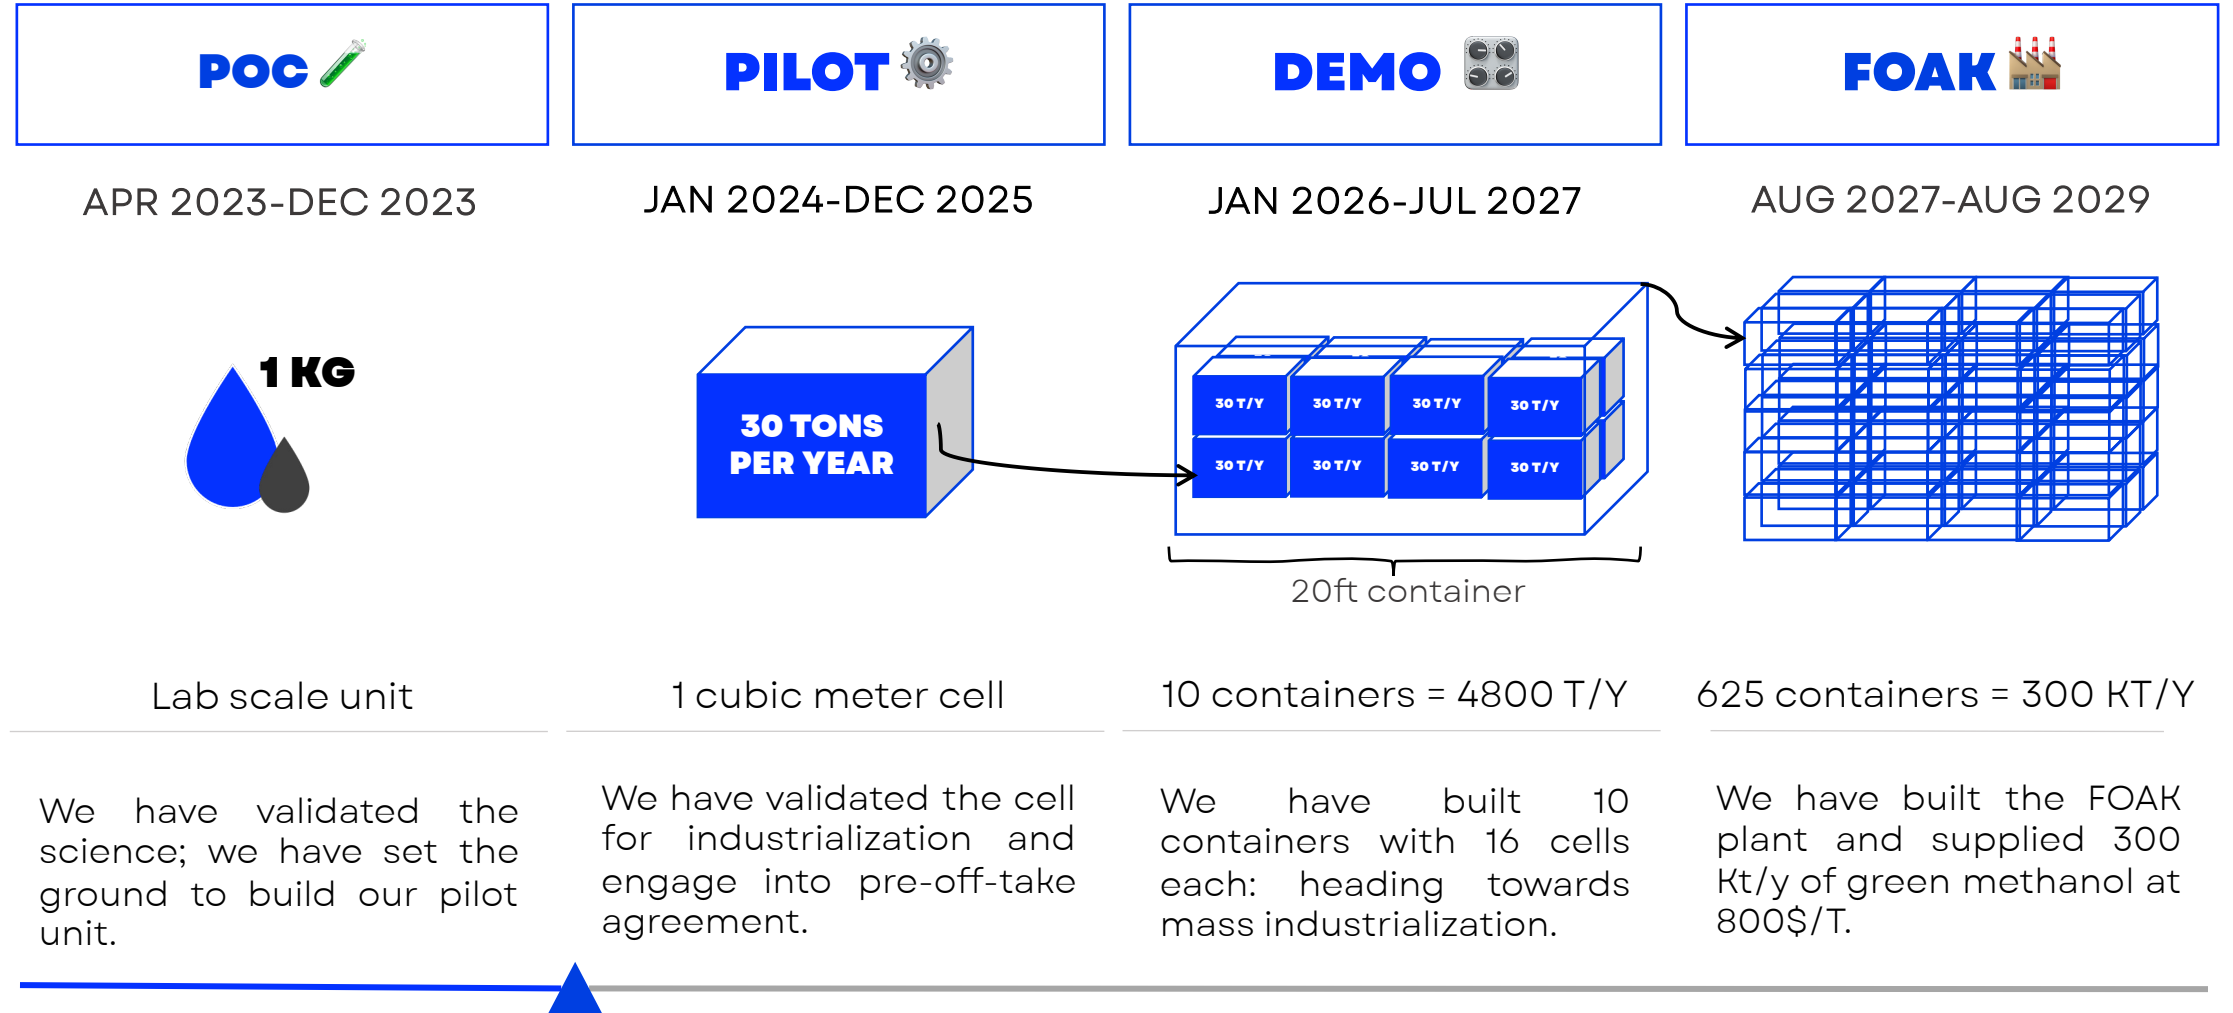 POC
PILOT
DEMO
FOAK
APR 2023-DEC 2023
JAN 2024-DEC 2025
JAN 2026-JUL 2027
AUG 2027-AUG 2029
1 KG
30 TONS
PER YEAR
30 T/Y
30 T/Y
30 T/Y
30 T/Y
30 T/Y
30 T/Y
30 T/Y
30 T/Y
20ft container
Lab scale unit
1 cubic meter cell
10 containers = 4800 T/Y
625 containers = 300 KT/Y
We have validated the
science; we have set the
ground to build our pilot
unit.
We have validated the cell
for industrialization and
engage into pre-off-take
agreement.
We have built 10
containers with 16 cells
each: heading towards
mass industrialization.
We have built the FOAK
plant and supplied 300
Kt/y of green methanol at
800$/T.